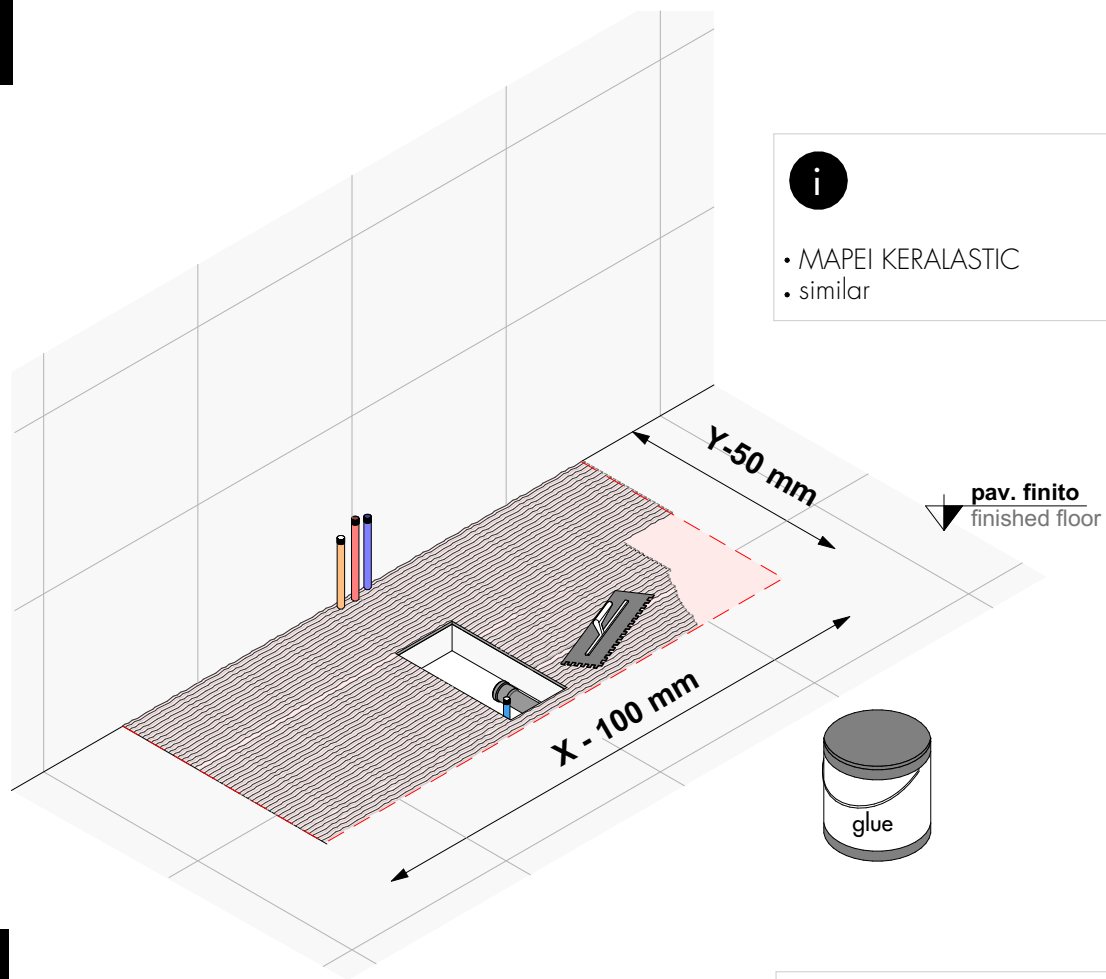 i
• MAPEI KERALASTIC
• similar
Y-50 mm
pav. finito
finished floor
X - 100 mm
glue